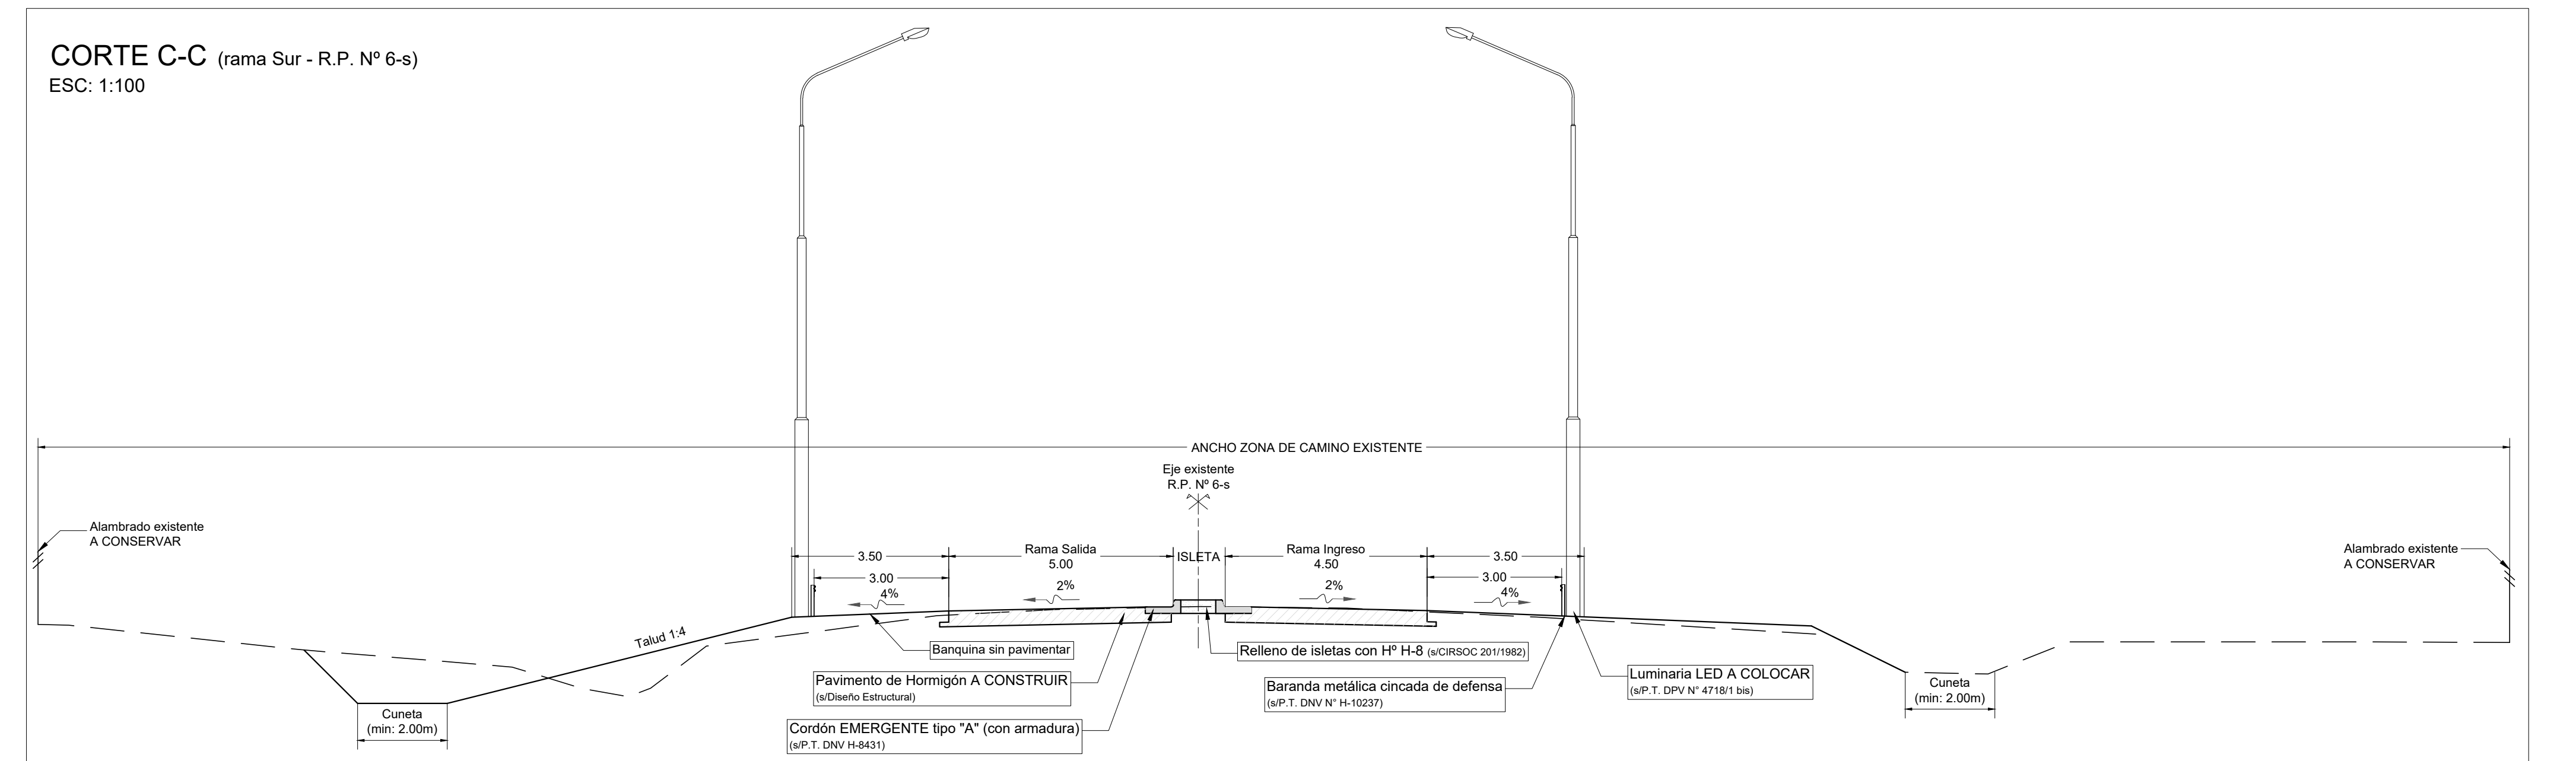 CORTE C-C (rama Sur - R.P. Nº 6-s)
ESC: 1:100
ANCHO ZONA DE CAMINO EXISTENTE
Eje existente
R.P. Nº 6-s
Alambrado existente
A CONSERVAR
Alambrado existente
A CONSERVAR
3.50
Rama Salida
5.00
ISLETA
Rama Ingreso
4.50
3.50
3.00
3.00
4%
2%
2%
4%
Talud 1:4
Banquina sin pavimentar
Relleno de isletas con Hº H-8 (s/CIRSOC 201/1982)
Pavimento de Hormigón A CONSTRUIR
(s/Diseño Estructural)
Baranda metálica cincada de defensa
(s/P.T. DNV N° H-10237)
Luminaria LED A COLOCAR
(s/P.T. DPV N° 4718/1 bis)
Cuneta
(min: 2.00m)
Cuneta
(min: 2.00m)
Cordón EMERGENTE tipo "A" (con armadura)
(s/P.T. DNV H-8431)